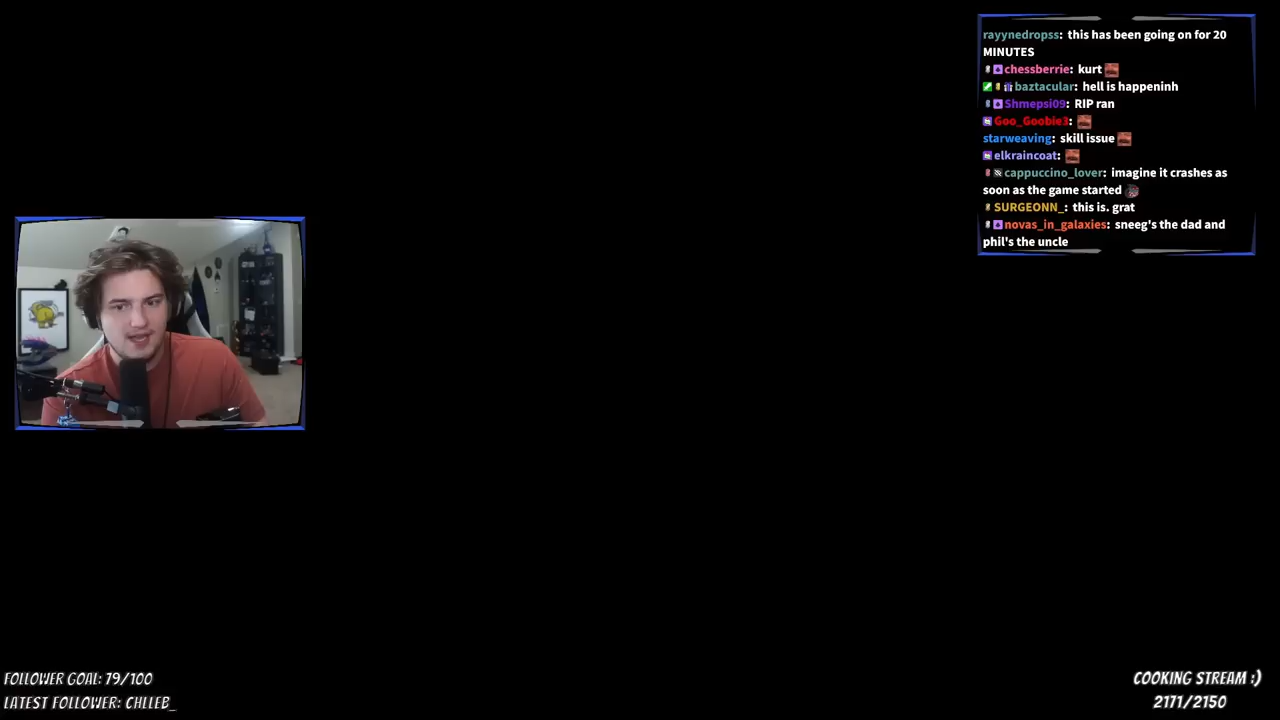 rayynedropss: this has been going on for 20
MINUTES
chessberrie: kurt
baztacular: hell is happeninh
Shmepsi09: RIP ran
Goo_Goobie3:
starweaving: skill issue
elkraincoat:
cappuccino_lover: imagine it crashes as
soon as the game started
SURGEONN_: this is. grat
novas_in_galaxies: sneeg's the dad and
phil's the uncle
FOLLOWER GOAL: 79/100
LATEST FOLLOWER: CHLLEB_
COOKING STREAM :)
2171/2150